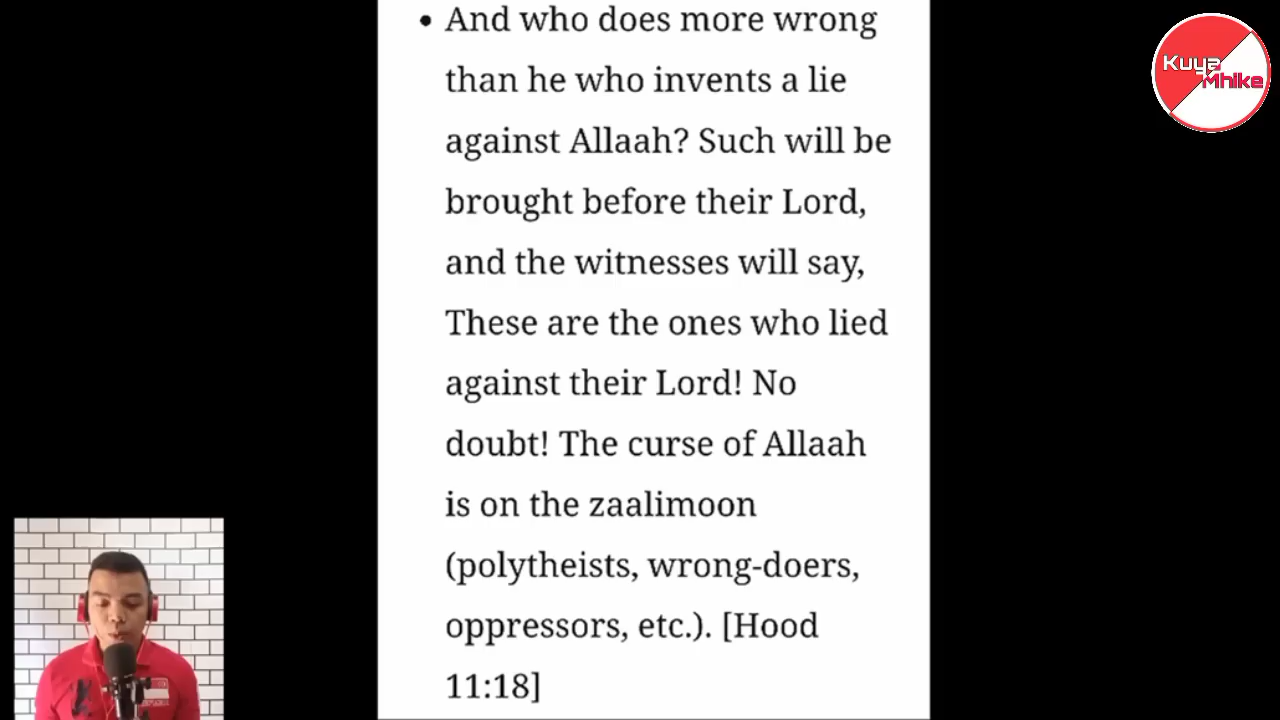 • And who does more wrong
than he who invents a lie
against Allaah? Such will be
brought before their Lord,
and the witnesses will say,
These are the ones who lied
against their Lord! No
doubt! The curse of Allaah
is on the zaalimoon
(polytheists, wrong-doers,
oppressors, etc.). [Hood
11:18]
Kuya
Mhike